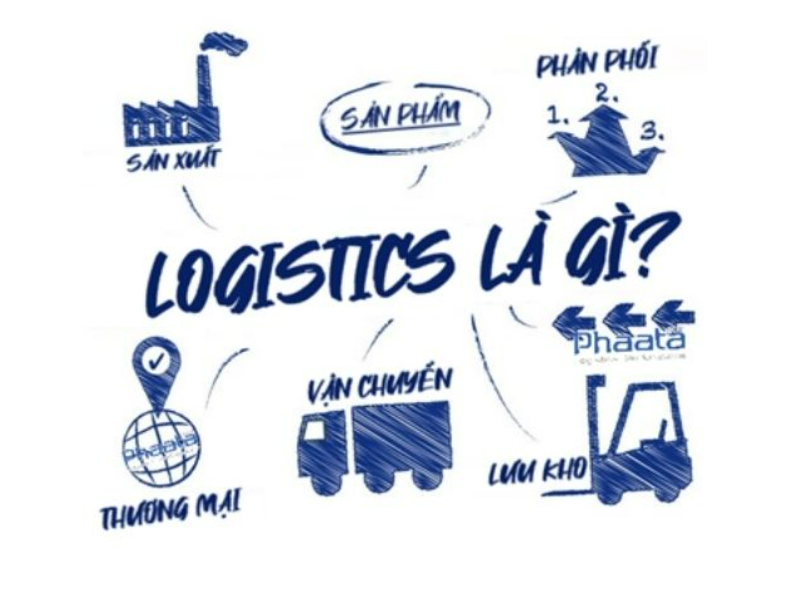 SẢN XUẤT
SẢN PHẨM
PHÂN PHỐI
1.
2.
3.
LOGISTICS LÀ GÌ?
Phaata
Phaata
THƯƠNG MẠI
VẬN CHUYỂN
LƯU KHO